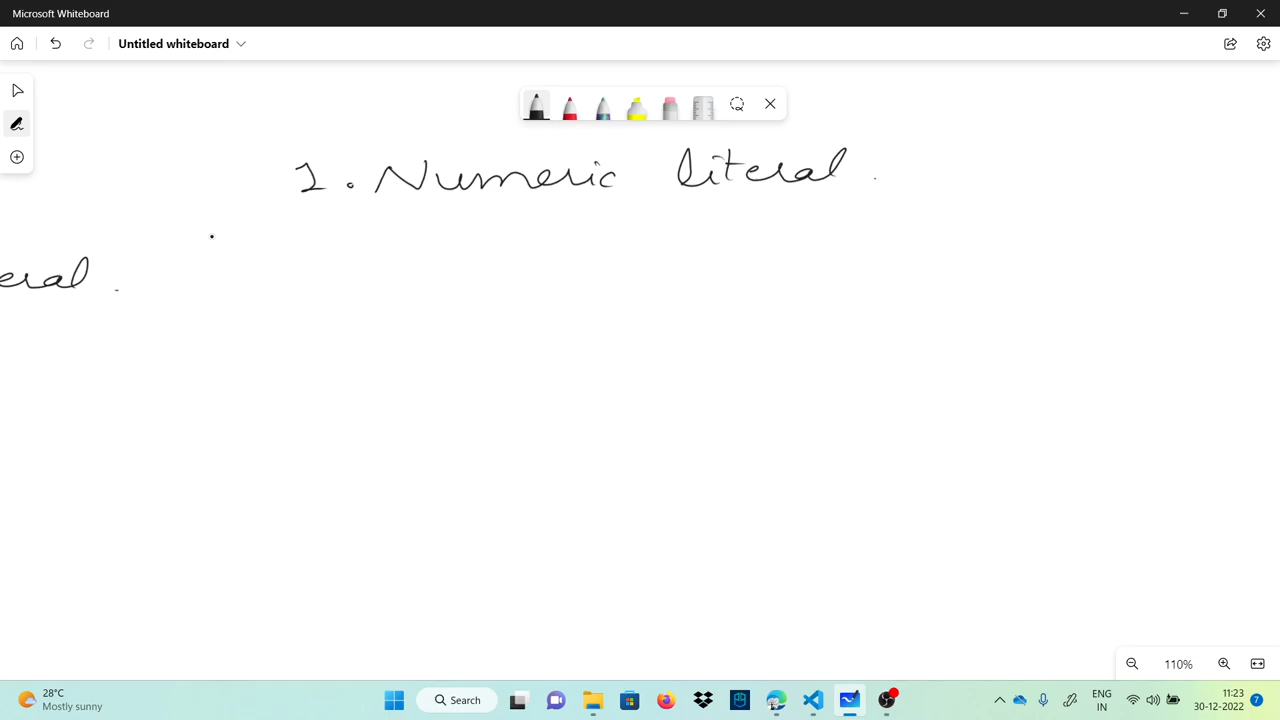 Microsoft Whiteboard
Untitled whiteboard
1. Numeric literal.
eral.
110%
28°C
Mostly sunny
Search
ENG
IN
11:23
30-12-2022
7